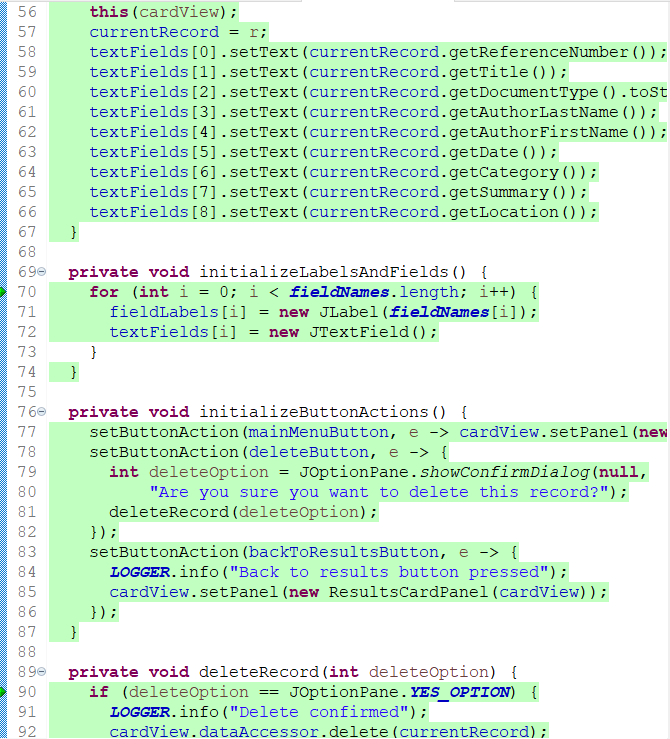 56 this(cardView);
57 currentRecord = r;
58 textFields[0].setText(currentRecord.getReferenceNumber());
59 textFields[1].setText(currentRecord.getTitle());
60 textFields[2].setText(currentRecord.getDocumentType().toSt
61 textFields[3].setText(currentRecord.getAuthorLastName());
62 textFields[4].setText(currentRecord.getAuthorFirstName());
63 textFields[5].setText(currentRecord.getDate());
64 textFields[6].setText(currentRecord.getCategory());
65 textFields[7].setText(currentRecord.getSummary());
66 textFields[8].setText(currentRecord.getLocation());
67 }
68
69 private void initializeLabelsAndFields() {
70 for (int i = 0; i < fieldNames.length; i++) {
71 fieldLabels[i] = new JLabel(fieldNames[i]);
72 textFields[i] = new JTextField();
73 }
74 }
75
76 private void initializeButtonActions() {
77 setButtonAction(mainMenuButton, e -> cardView.setPanel(new
78 setButtonAction(deleteButton, e -> {
79 int deleteOption = JOptionPane.showConfirmDialog(null,
80 "Are you sure you want to delete this record?");
81 deleteRecord(deleteOption);
82 });
83 setButtonAction(backToResultsButton, e -> {
84 LOGGER.info("Back to results button pressed");
85 cardView.setPanel(new ResultsCardPanel(cardView));
86 });
87 }
88
89 private void deleteRecord(int deleteOption) {
90 if (deleteOption == JOptionPane.YES_OPTION) {
91 LOGGER.info("Delete confirmed");
92 cardView.dataAccessor.delete(currentRecord);